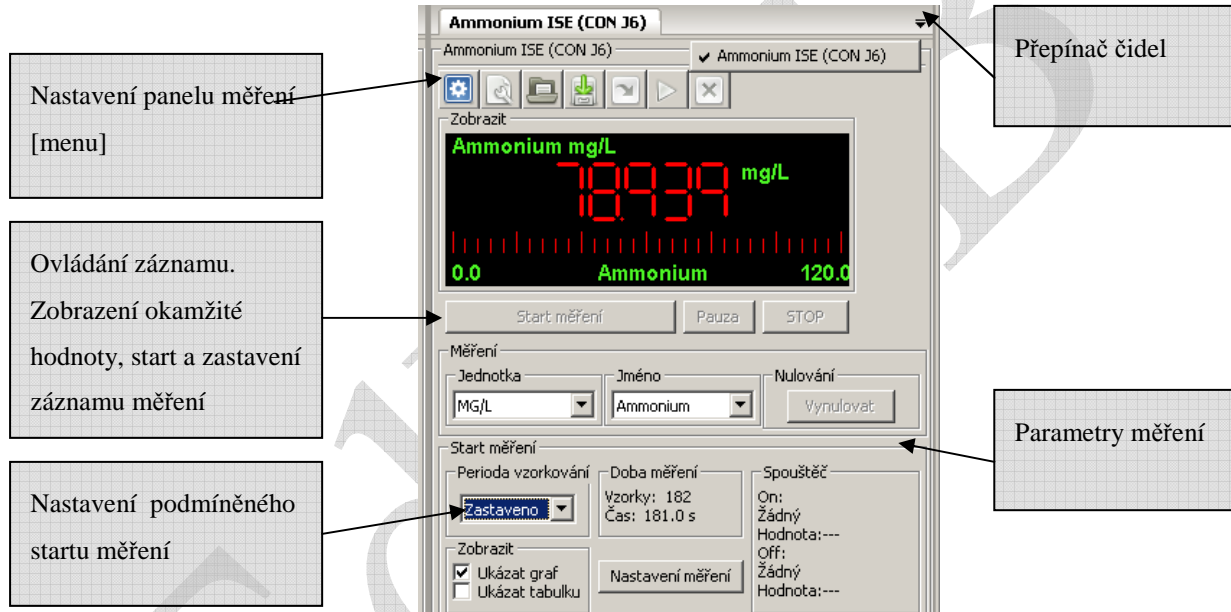 Ammonium ISE (CON J6)
Ammonium ISE (CON J6)
✔ Ammonium ISE (CON J6)
Přepínač čidel
Nastavení panelu měření
[menu]
Zobrazit
Ammonium mg/L
78.939 mg/L
0.0 Ammonium 120.0
Ovládání záznamu.
Zobrazení okamžité
hodnoty, start a zastavení
záznamu měření
Start měření Pauza STOP
Měření
Jednotka Jméno Nulování
MG/L Ammonium Vynulovat
Parametry měření
Start měření
Perioda vzorkování Doba měření Spouštěč
Zastaveno
Vzorky: 182
Čas: 181.0 s
On:
Žádný
Hodnota:---
Off:
Žádný
Hodnota:---
Nastavení podmíněného
startu měření
Zobrazit
Ukázat graf
Ukázat tabulku
Nastavení měření